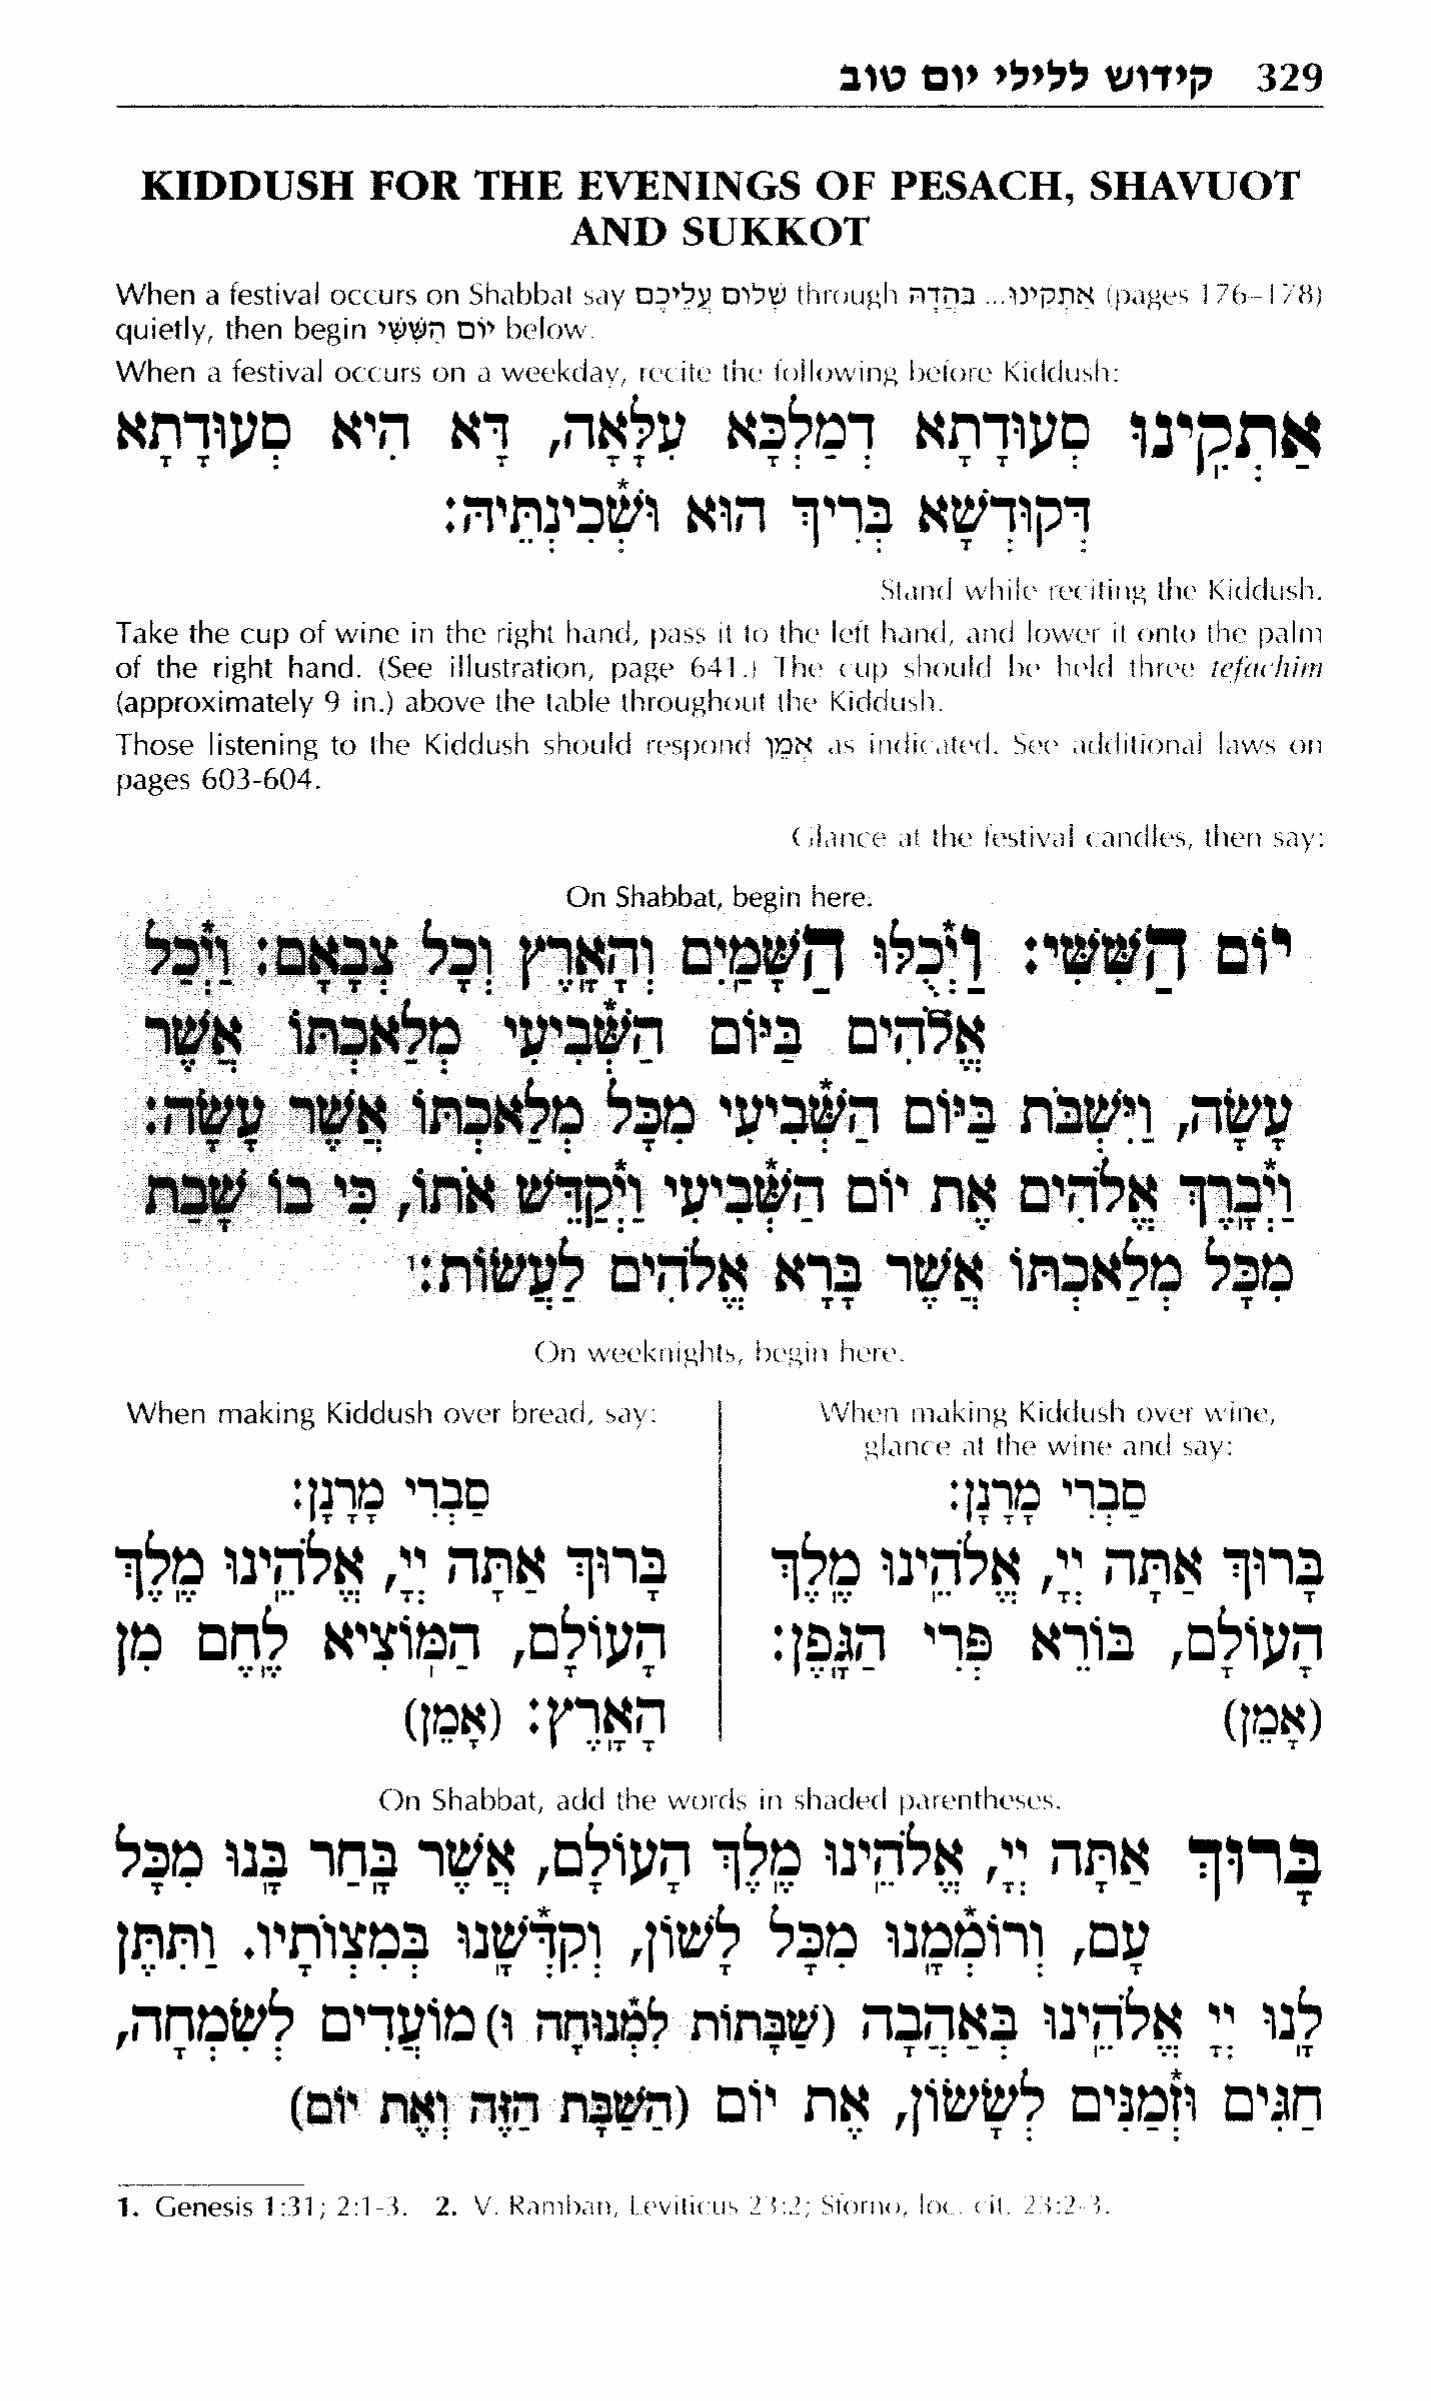 329 קידוש ללילי יום טוב
KIDDUSH FOR THE EVENINGS OF PESACH, SHAVUOT
AND SUKKOT
When a festival occurs on Shabbat say שָׁלוֹם עֲלֵיכֶם through אַתְקִינוּ... בַּהֲדָהּ (pages 176–178)
quietly, then begin יוֹם הַשִּׁשִּׁי below.
When a festival occurs on a weekday, recite the following before Kiddush:
אַתְקִינוּ סְעוּדָתָא דְמַלְכָּא עִלָּאָה, דָּא הִיא סְעוּדָתָא
דְּקוּדְשָׁא בְּרִיךְ הוּא וּשְׁ*כִינְתֵּיהּ:
Stand while reciting the Kiddush.
Take the cup of wine in the right hand, pass it to the left hand, and lower it onto the palm
of the right hand. (See illustration, page 641.) The cup should be held three tefachim
(approximately 9 in.) above the table throughout the Kiddush.
Those listening to the Kiddush should respond אָמֵן as indicated. See additional laws on
pages 603-604.
Glance at the festival candles, then say:
On Shabbat, begin here.
יוֹם הַשִּׁשִּׁי: וַיְ*כֻלּוּ הַשָּׁמַיִם וְהָאָרֶץ וְכָל צְבָאָם: וַיְ*כַל
אֱלֹהִים בַּיּוֹם הַשְּׁ*בִיעִי מְלַאכְתּוֹ אֲשֶׁר
עָשָׂה, וַיִּשְׁבֹּת בַּיּוֹם הַשְּׁ*בִיעִי מִכָּל מְלַאכְתּוֹ אֲשֶׁר עָשָׂה:
וַיְ*בָרֶךְ אֱלֹהִים אֶת יוֹם הַשְּׁ*בִיעִי וַיְ*קַדֵּשׁ אֹתוֹ, כִּי בוֹ שָׁבַת
מִכָּל מְלַאכְתּוֹ אֲשֶׁר בָּרָא אֱלֹהִים לַעֲשׂוֹת:¹
On weeknights, begin here.
When making Kiddush over wine,
glance at the wine and say:
סַבְרִי מָרָנָן:
בָּרוּךְ אַתָּה יְיָ, אֱלֹהֵינוּ מֶלֶךְ
הָעוֹלָם, בּוֹרֵא פְּרִי הַגָּפֶן:
(אָמֵן)
When making Kiddush over bread, say:
סַבְרִי מָרָנָן:
בָּרוּךְ אַתָּה יְיָ, אֱלֹהֵינוּ מֶלֶךְ
הָעוֹלָם, הַמּוֹצִיא לֶחֶם מִן
הָאָרֶץ: (אָמֵן)
On Shabbat, add the words in shaded parentheses.
בָּרוּךְ אַתָּה יְיָ, אֱלֹהֵינוּ מֶלֶךְ הָעוֹלָם, אֲשֶׁר בָּחַר בָּנוּ מִכָּל
עָם, וְרוֹמְ*מָנוּ מִכָּל לָשׁוֹן, וְקִדְּ*שָׁנוּ בְּמִצְוֹתָיו. וַתִּתֶּן
לָנוּ יְיָ אֱלֹהֵינוּ בְּאַהֲבָה (שַׁבָּתוֹת לִמְ*נוּחָה וּ)מוֹעֲדִים לְשִׂמְחָה,
חַגִּים וּזְ*מַנִּים לְשָׂשׂוֹן, אֶת יוֹם (הַשַּׁבָּת הַזֶּה וְאֶת יוֹם)
1. Genesis 1:31; 2:1-3. 2. V. Ramban, Leviticus 23:2; Sforno, loc. cit. 23:2-3.